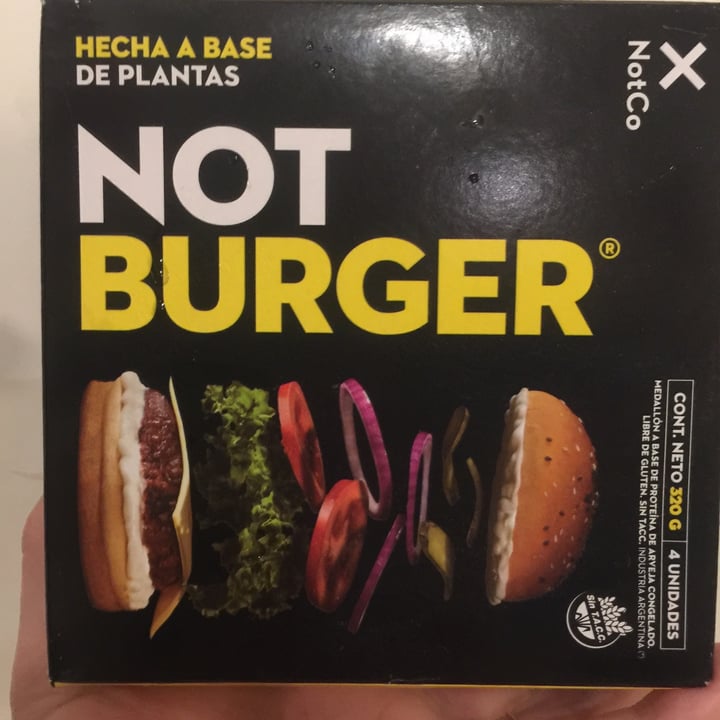 HECHA A BASE
DE PLANTAS
NotCo
NOT
BURGER®
CONT. NETO 320 G
4 UNIDADES
MEDALLÓN A BASE DE PROTEÍNA DE ARVEJA CONGELADO.
LIBRE DE GLUTEN. SIN TACC. INDUSTRIA ARGENTINA (*)
Sin T.A.C.C.